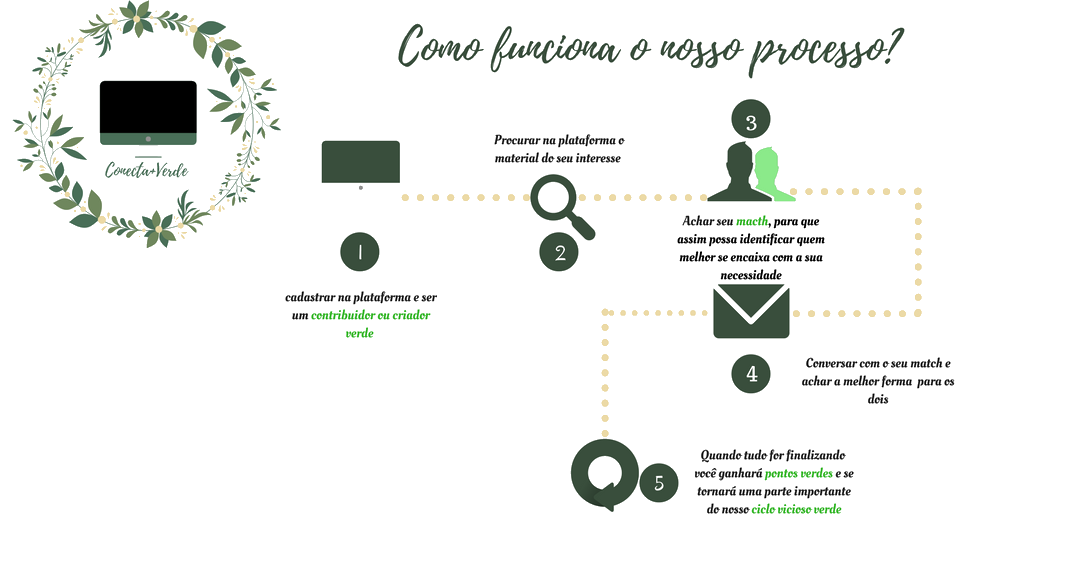 Como funciona o nosso processo?
Conecta+Verde
1
cadastrar na plataforma e ser
um contribuidor ou criador
verde
Procurar na plataforma o
material do seu interesse
2
3
Achar seu macth, para que
assim possa identificar quem
melhor se encaixa com a sua
necessidade
4
Conversar com o seu match e
achar a melhor forma para os
dois
5
Quando tudo for finalizando
você ganhará pontos verdes e se
tornará uma parte importante
do nosso ciclo vicioso verde